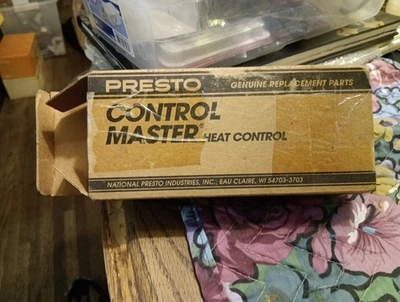 PRESTO GENUINE REPLACEMENT PARTS
CONTROL
MASTER HEAT CONTROL
NATIONAL PRESTO INDUSTRIES, INC., EAU CLAIRE, WI 54703-3703